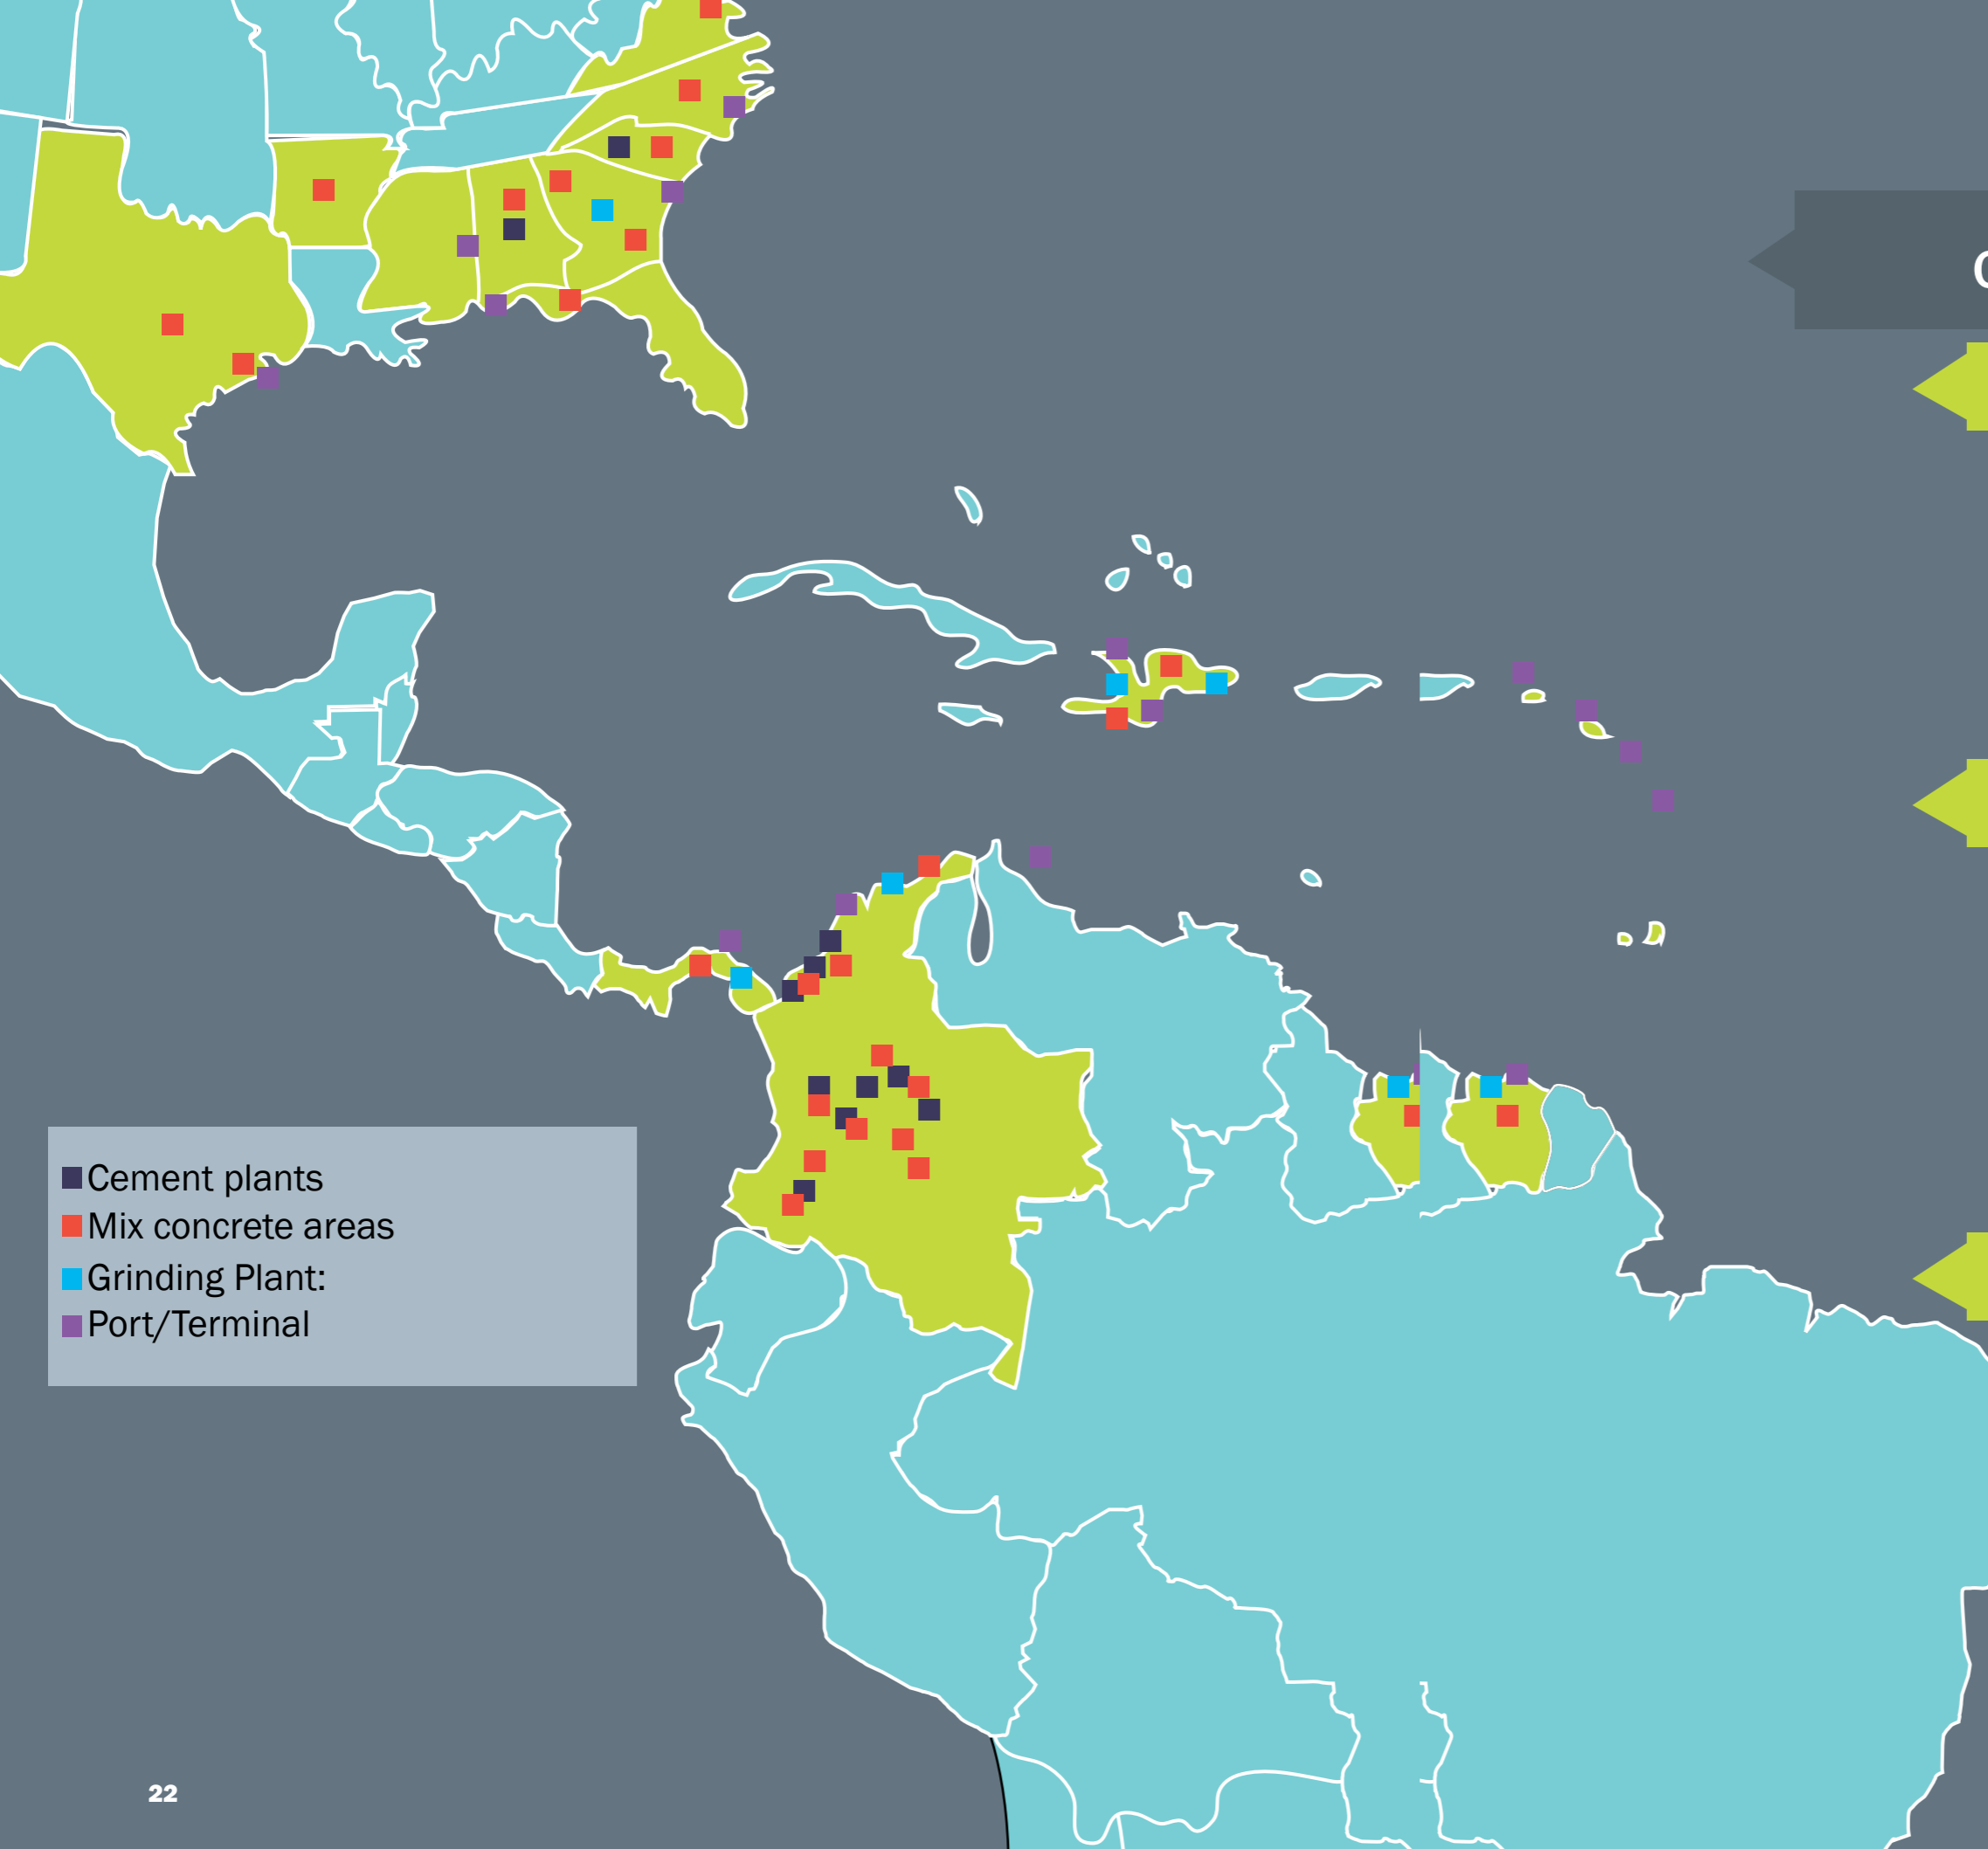 Cement plants
Mix concrete areas
Grinding Plant:
Port/Terminal
22